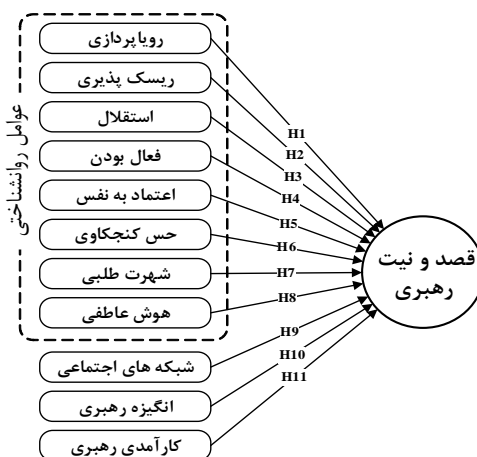 رویاپردازی
ریسک پذیری
استقلال
فعال بودن
اعتماد به نفس
حس کنجکاوی
شهرت طلبی
هوش عاطفی
عوامل روانشناختی
شبکه های اجتماعی
انگیزه رهبری
کارآمدی رهبری
H1
H2
H3
H4
H5
H6
H7
H8
H9
H10
H11
قصد و نیت
رهبری